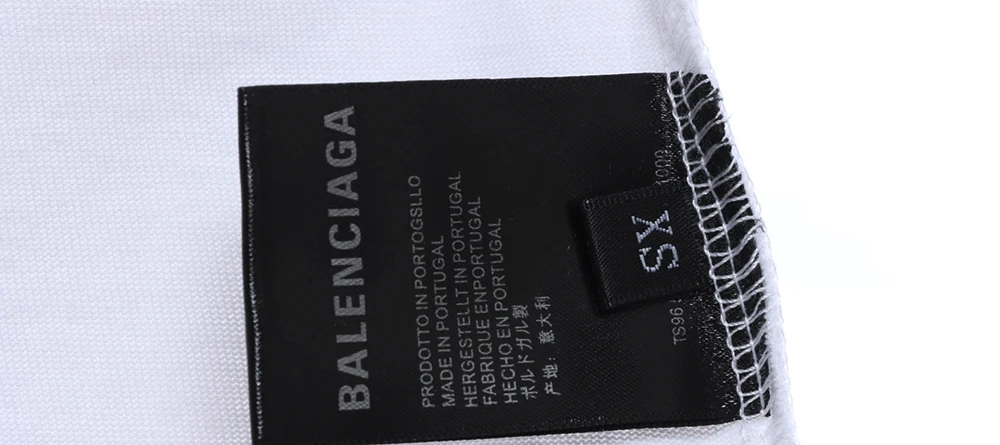 BALENCIAGA
PRODOTTO IN PORTOGSLLO
MADE IN PORTUGAL
HERGESTELLT IN PORTUGAL
FABRIQUE ENPORTUGAL
HECHO EN PORTUGAL
ポルドガル製
产地: 意大利
XS
TS96